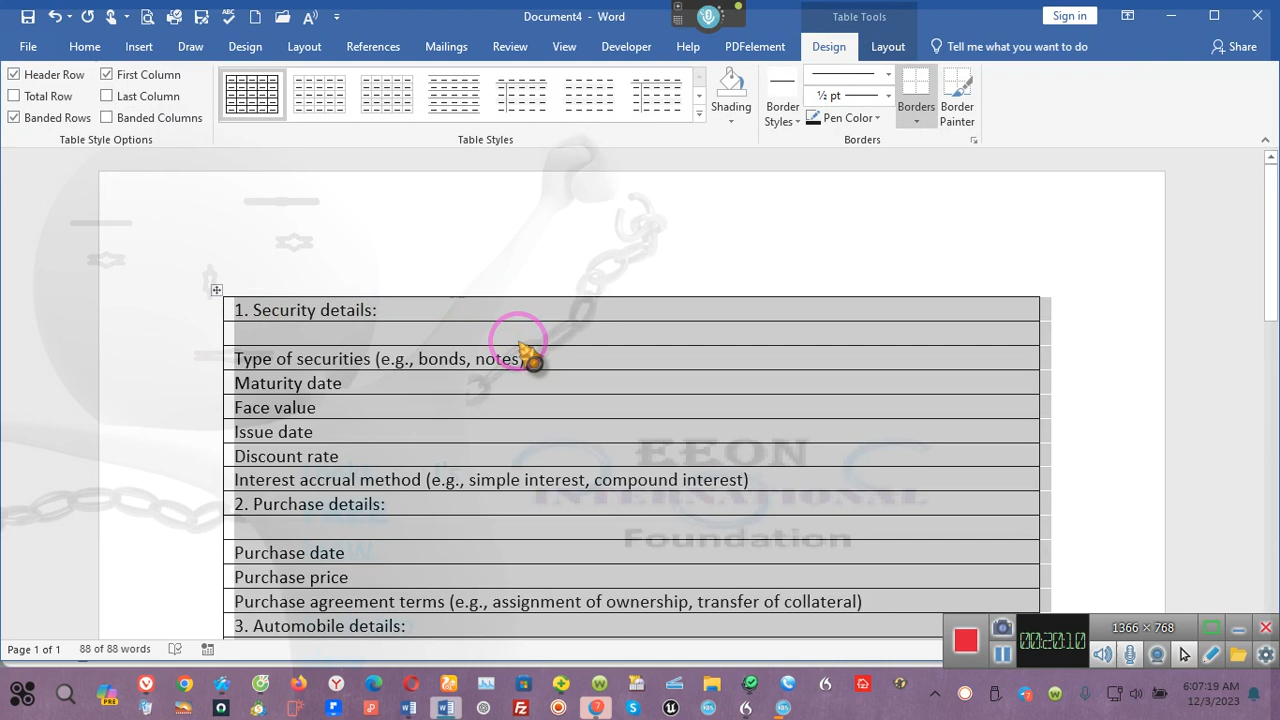 Document4 - Word
Table Tools
Sign in
File Home Insert Draw Design Layout References Mailings Review View Developer Help PDFelement Design Layout Tell me what you want to do Share
Header Row First Column
Total Row Last Column
Banded Rows Banded Columns
Table Style Options
Table Styles
Shading
Border Styles
½ pt
Pen Color
Borders
Border Painter
Borders
1. Security details:
Type of securities (e.g., bonds, notes)
Maturity date
Face value
Issue date
Discount rate
Interest accrual method (e.g., simple interest, compound interest)
EEON
INTERNATIONAL
Foundation
2. Purchase details:
Purchase date
Purchase price
Purchase agreement terms (e.g., assignment of ownership, transfer of collateral)
3. Automobile details:
1366 × 768
00:20:10
Page 1 of 1 88 of 88 words
6:07:19 AM
12/3/2023